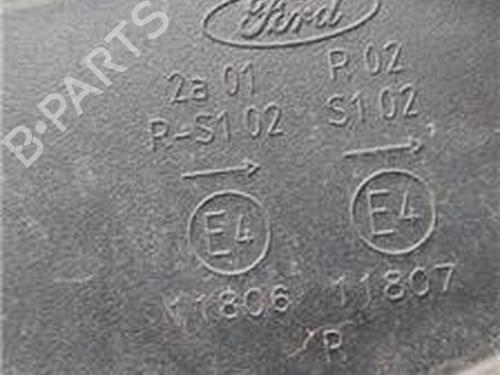 Ford
2a 01 R 02
R-S1 02 S1 02
E4 E4
11806 11807
R
B-PARTS